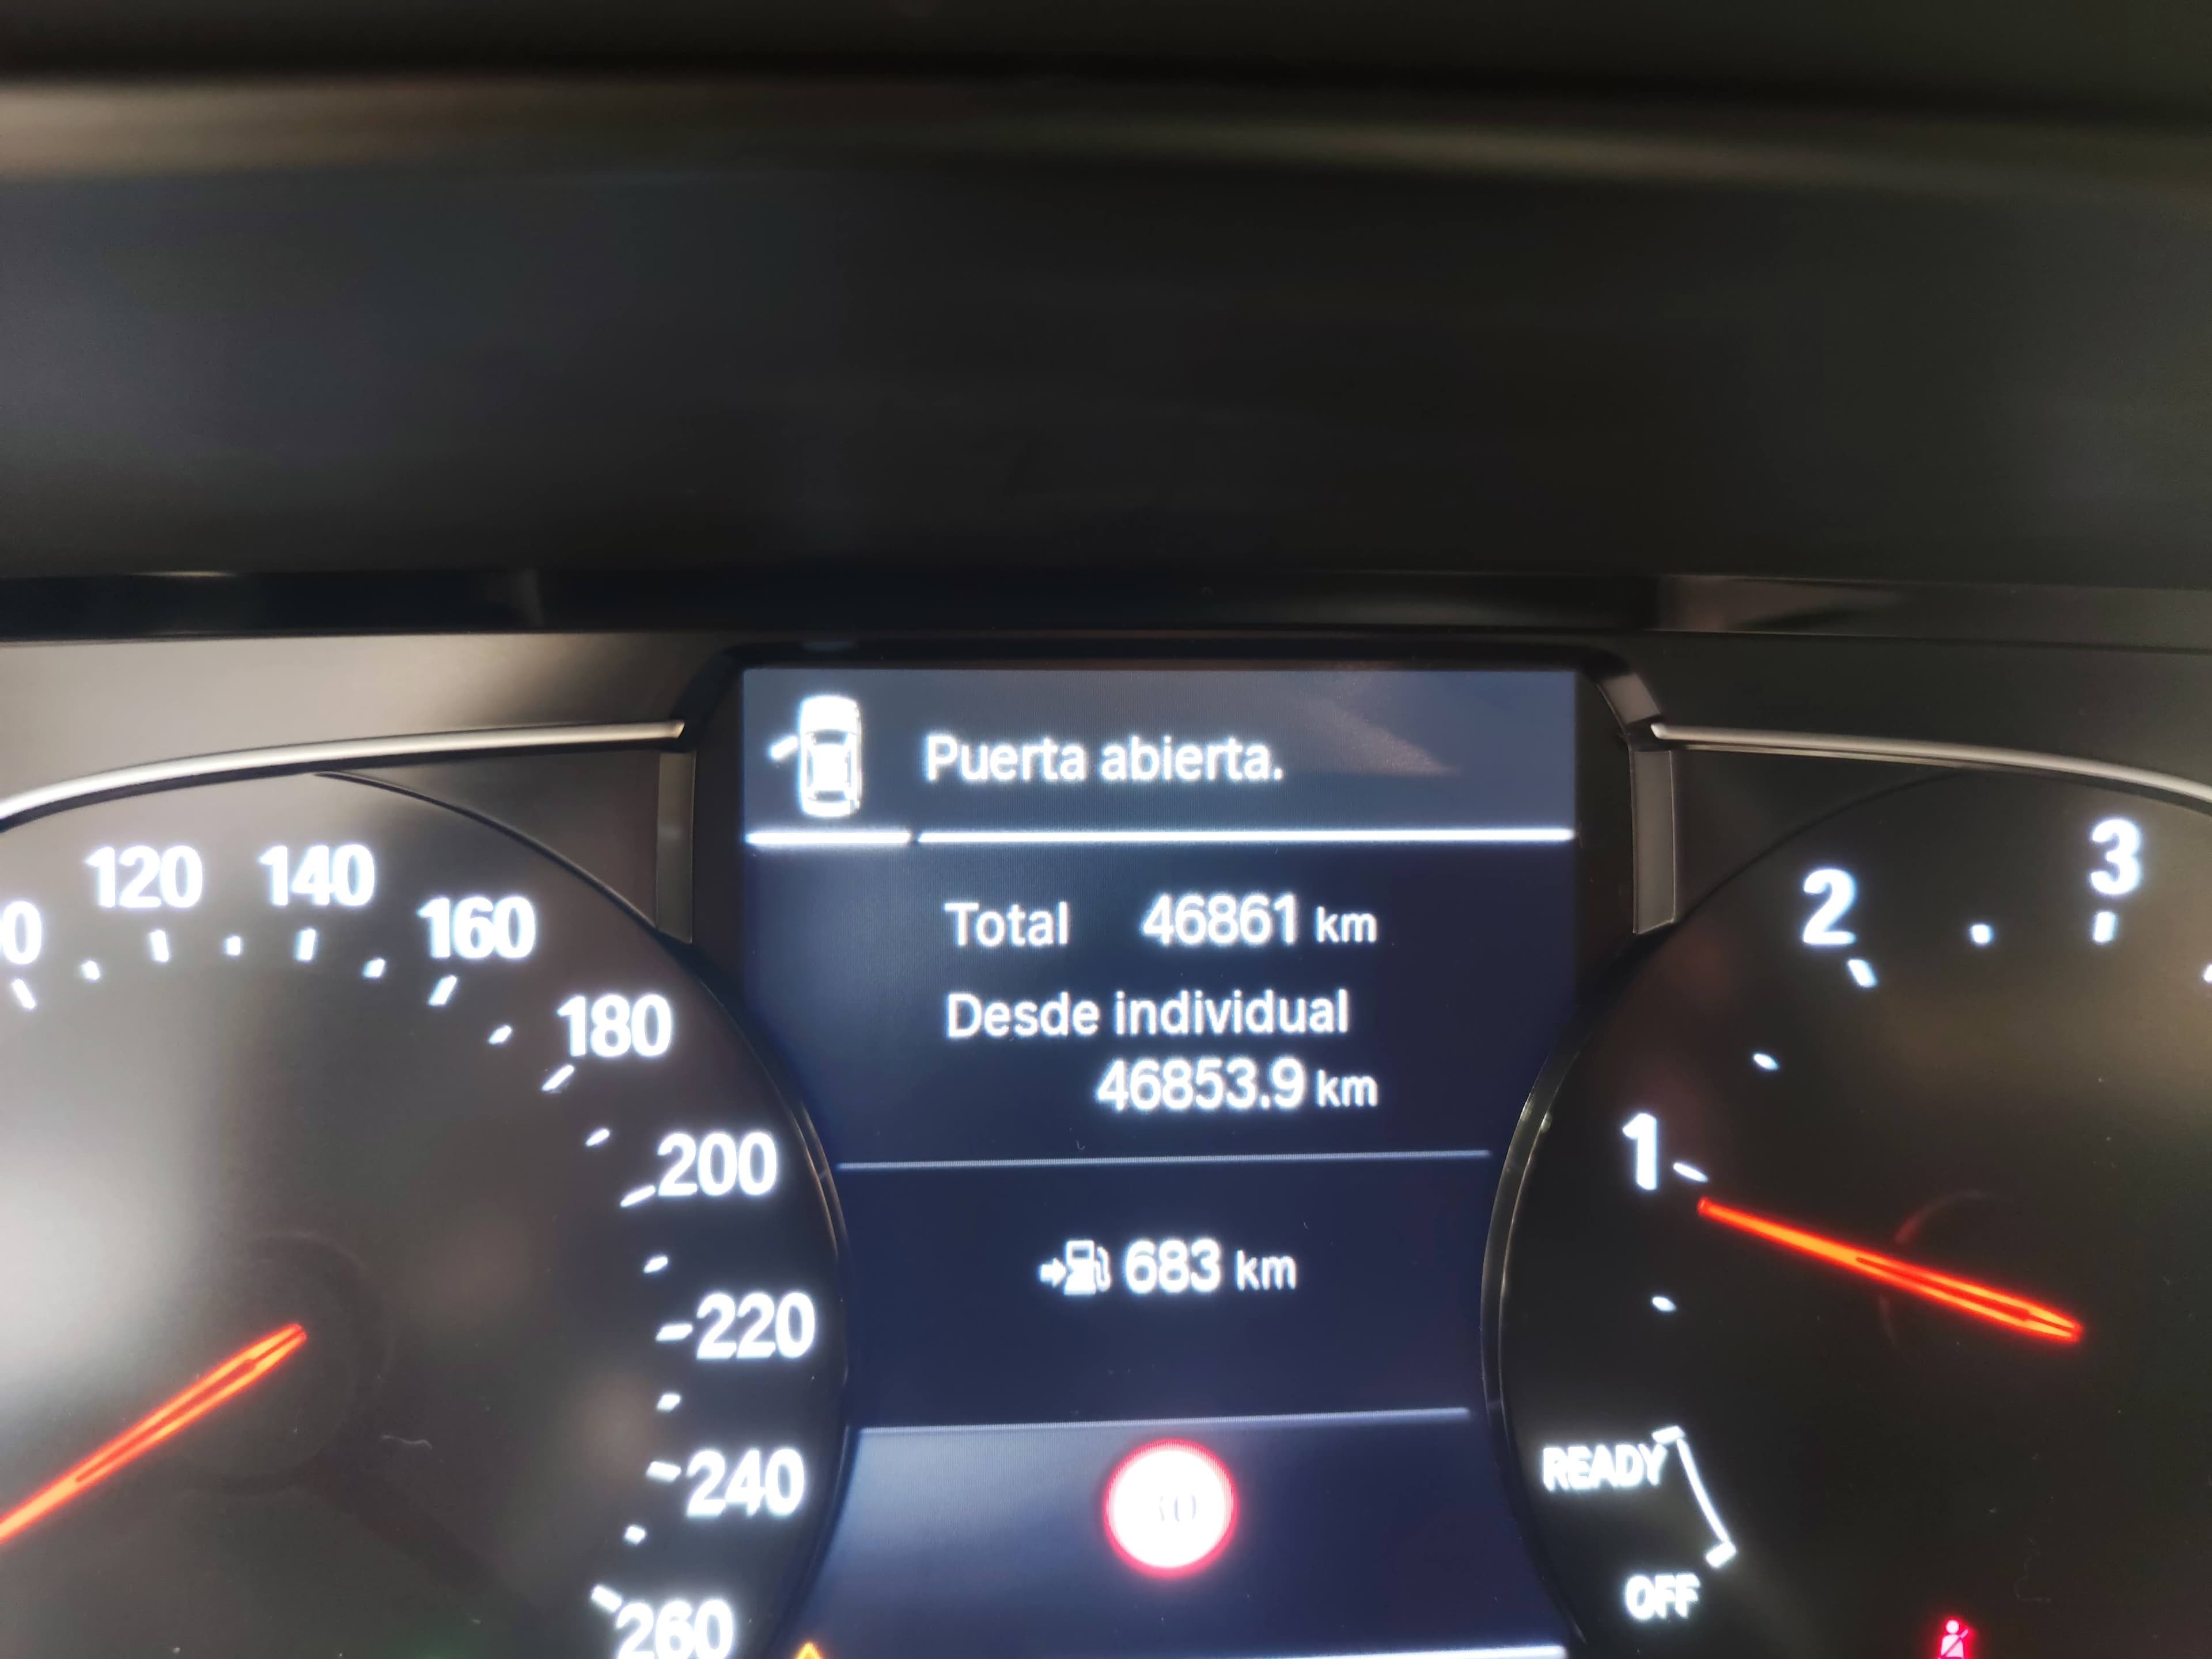 Puerta abierta.
Total 46861 km
Desde individual
46853.9 km
683 km
120
140
160
180
200
220
240
260
1
2
3
READY
OFF